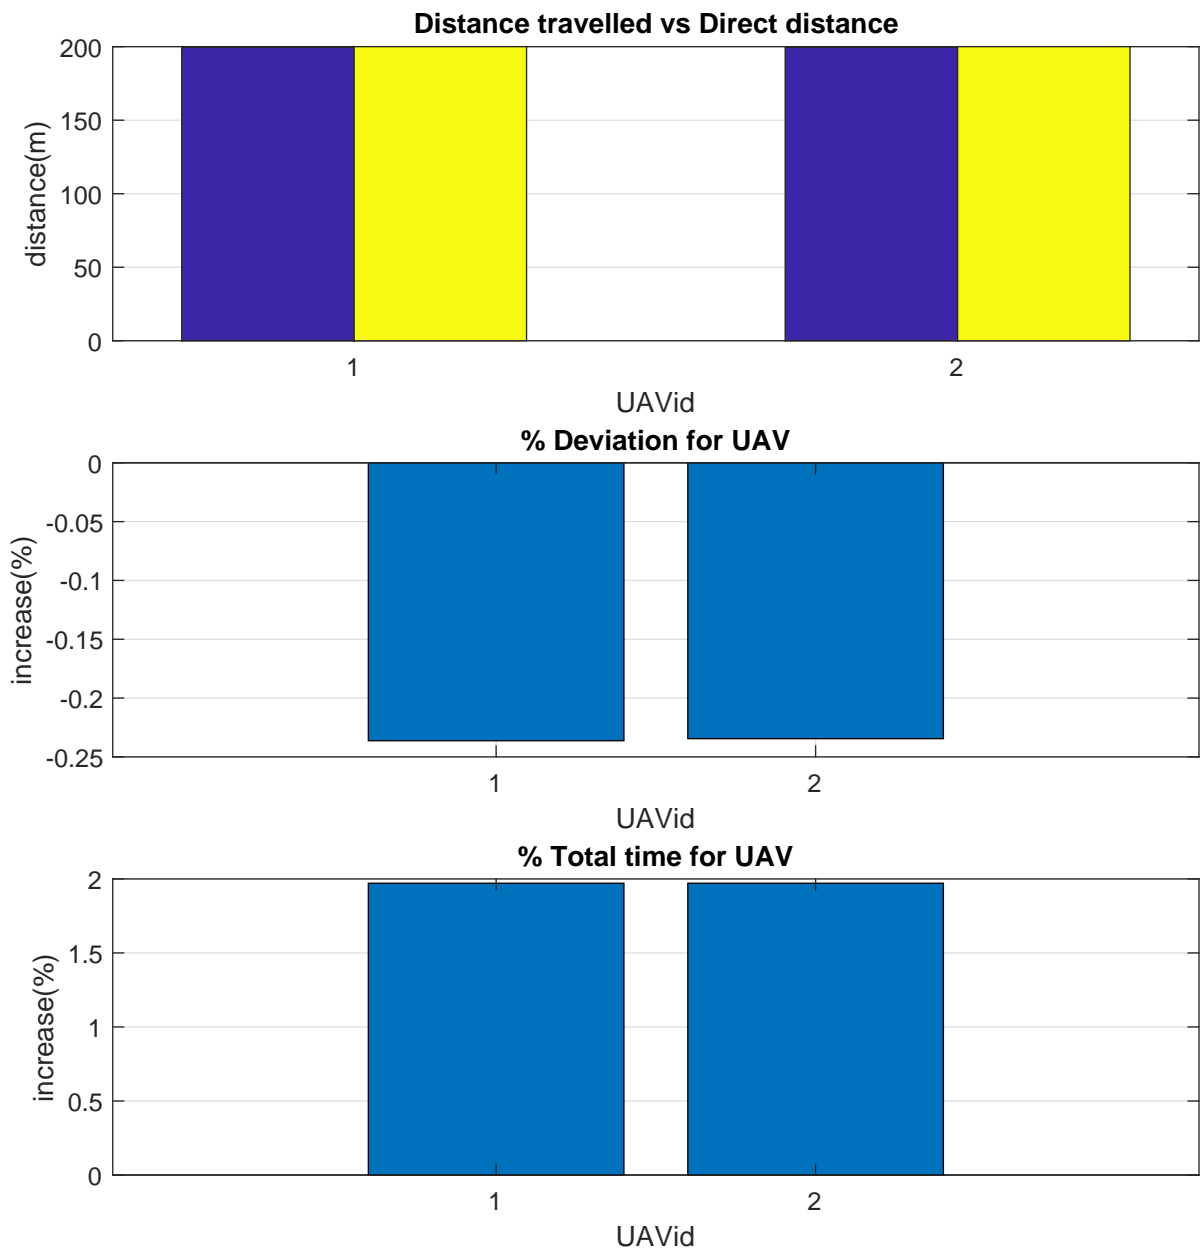 Distance travelled vs Direct distance
200
150
100
50
0
distance(m)
1
2
UAVid
% Deviation for UAV
0
-0.05
-0.1
-0.15
-0.2
-0.25
increase(%)
1
2
UAVid
% Total time for UAV
2
1.5
1
0.5
0
increase(%)
1
2
UAVid